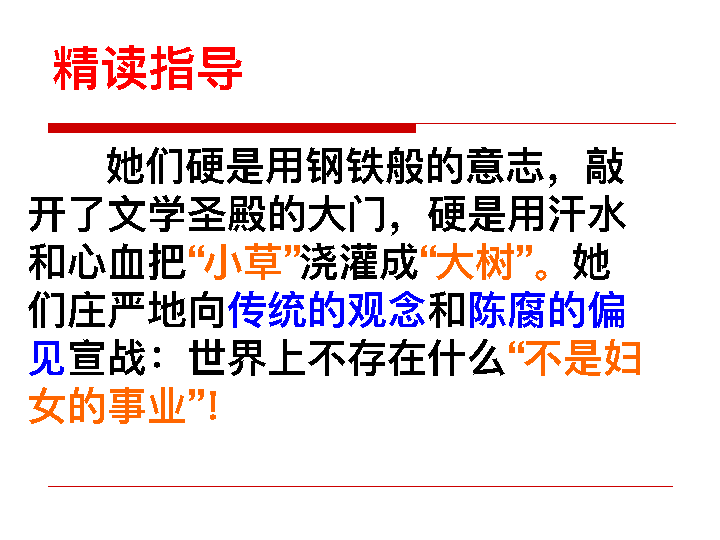 精读指导
她们硬是用钢铁般的意志，敲
开了文学圣殿的大门，硬是用汗水
和心血把“小草”浇灌成“大树”。她
们庄严地向传统的观念和陈腐的偏
见宣战：世界上不存在什么“不是妇
女的事业”!